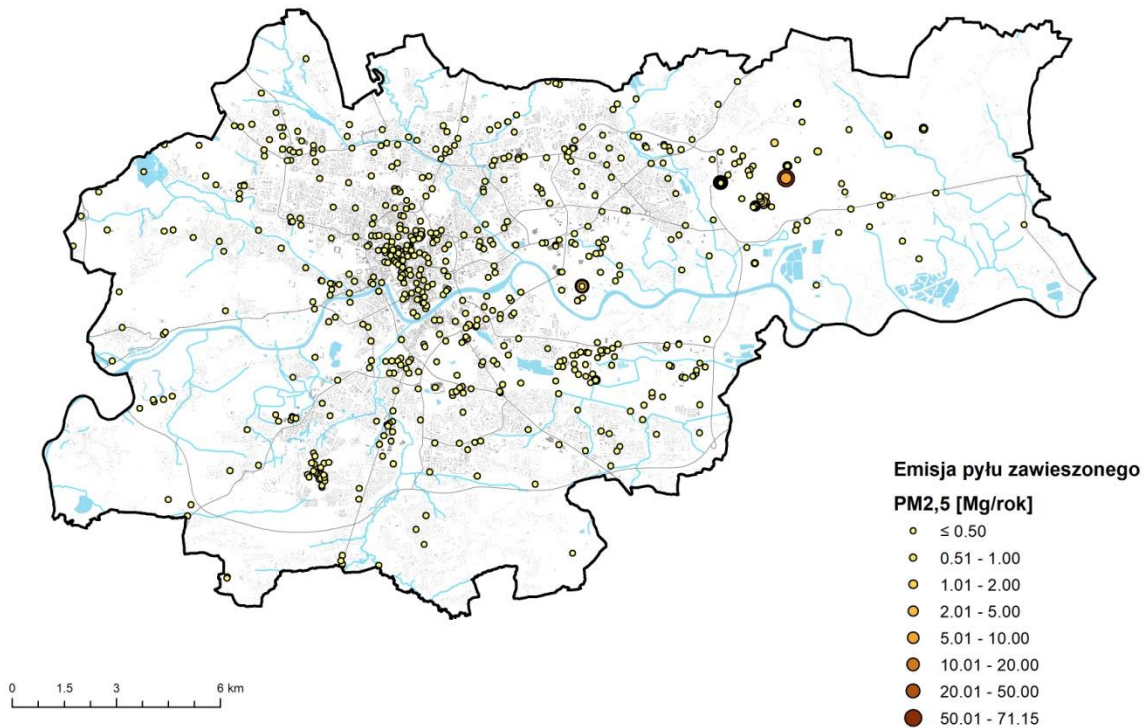 Emisja pyłu zawieszonego
PM2,5 [Mg/rok]
≤ 0.50
0.51 - 1.00
1.01 - 2.00
2.01 - 5.00
5.01 - 10.00
10.01 - 20.00
20.01 - 50.00
50.01 - 71.15
0 1.5 3 6 km